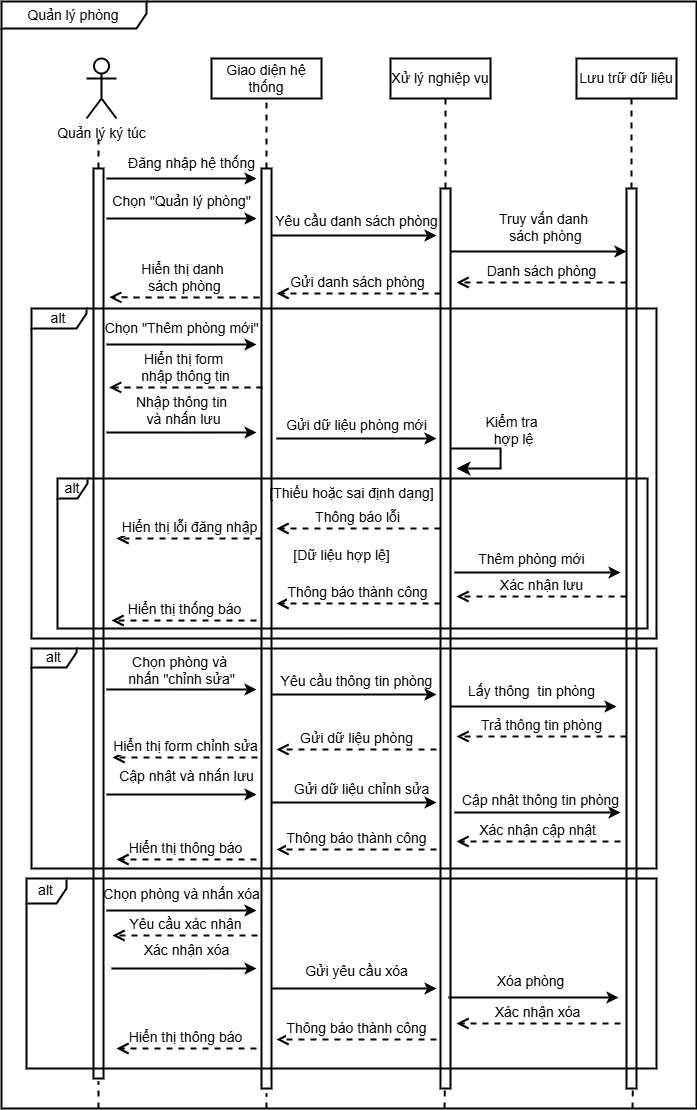 Quản lý phòng
Giao diện hệ
thống
Xử lý nghiệp vụ
Lưu trữ dữ liệu
Quản lý ký túc
Đăng nhập hệ thống
Chọn "Quản lý phòng"
Yêu cầu danh sách phòng
Truy vấn danh
sách phòng
Hiển thị danh
sách phòng
Gửi danh sách phòng
Danh sách phòng
alt
Chọn "Thêm phòng mới"
Hiển thị form
nhập thông tin
Nhập thông tin
và nhấn lưu
Gửi dữ liệu phòng mới
Kiểm tra
hợp lệ
alt
[Thiếu hoặc sai định dạng]
Thông báo lỗi
Hiển thị lỗi đăng nhập
[Dữ liệu hợp lệ]
Thêm phòng mới
Xác nhận lưu
Thông báo thành công
Hiển thị thống báo
alt
Chọn phòng và
nhấn "chỉnh sửa"
Yêu cầu thông tin phòng
Lấy thông tin phòng
Trả thông tin phòng
Gửi dữ liệu phòng
Hiển thị form chỉnh sửa
Cập nhật và nhấn lưu
Gửi dữ liệu chỉnh sửa
Cập nhật thông tin phòng
Xác nhận cập nhật
Thông báo thành công
Hiển thị thông báo
alt
Chọn phòng và nhấn xóa
Yêu cầu xác nhận
Xác nhận xóa
Gửi yêu cầu xóa
Xóa phòng
Xác nhận xóa
Thông báo thành công
Hiển thị thông báo